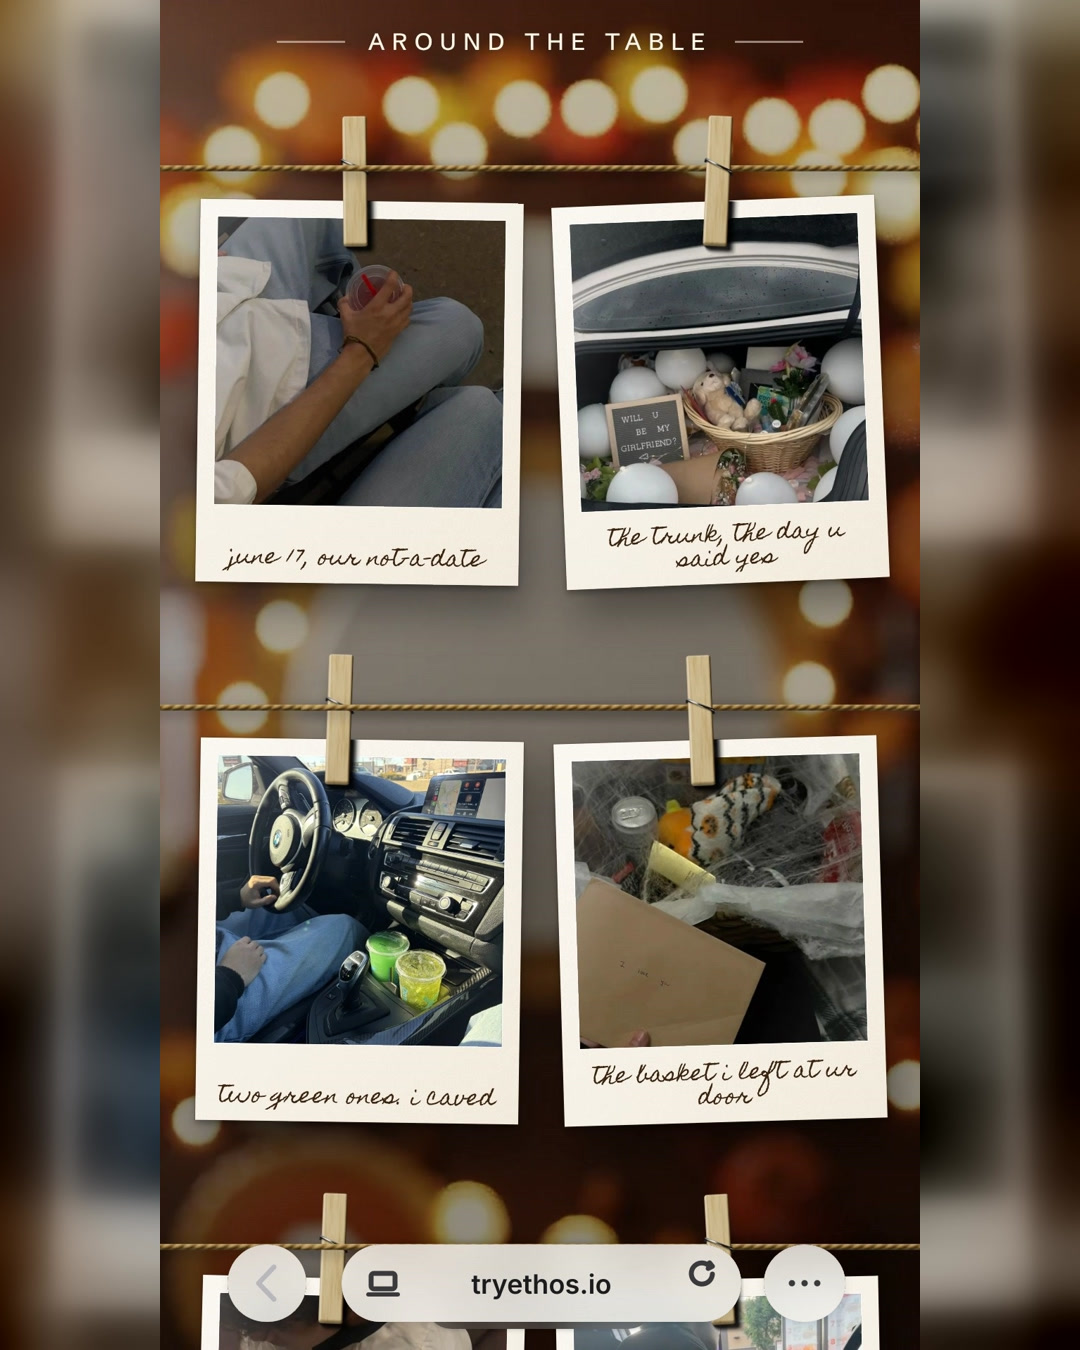 AROUND THE TABLE
WILL U
BE MY
GIRLFRIEND?
june 17, our not-a-date
the trunk, the day u
said yes
two green ones. i caved
the basket i left at ur
door
tryethos.io